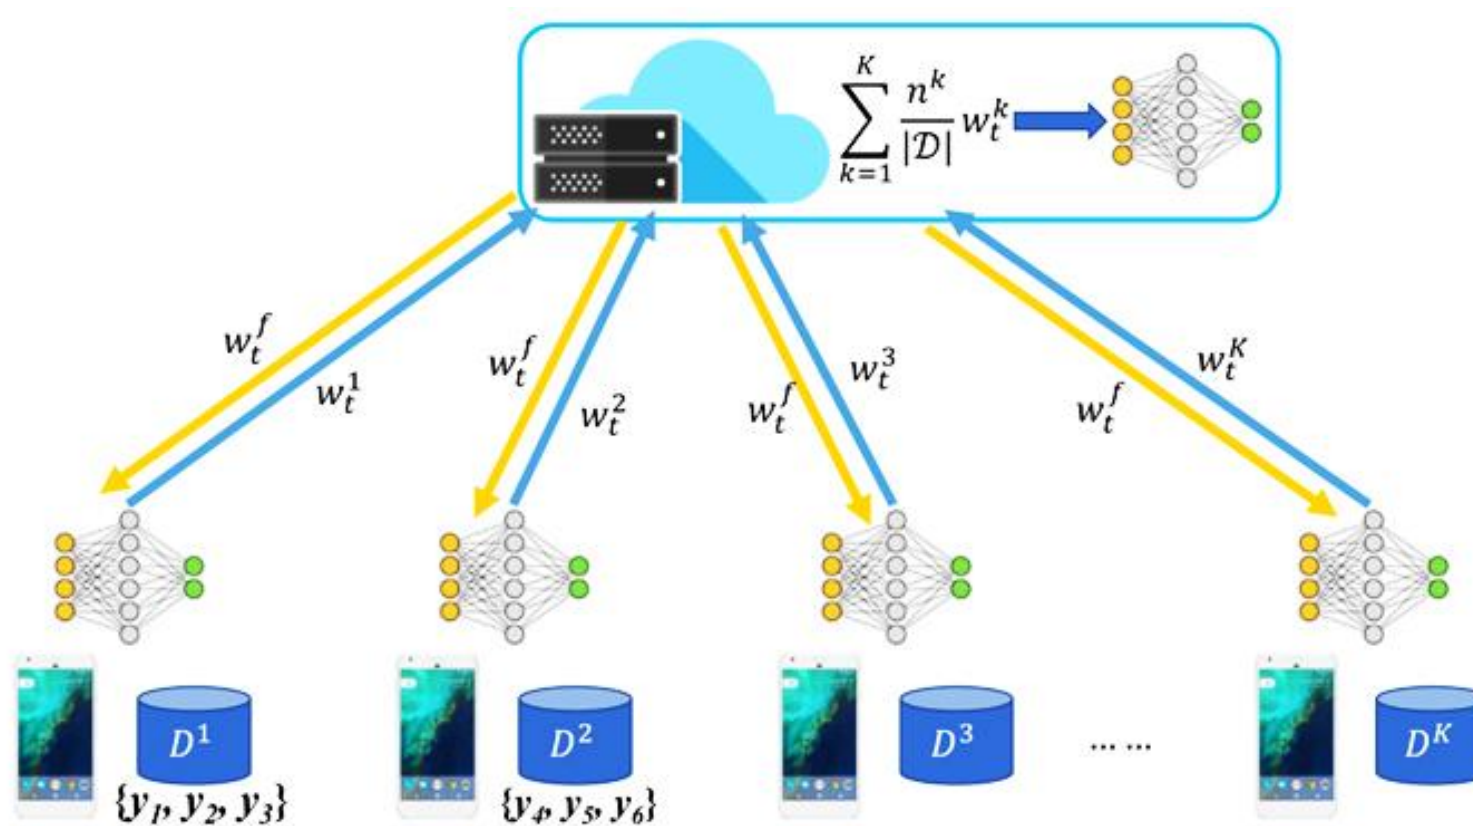 ∑_{k=1}^{K} \frac{n^k}{|𝒟|} w_t^k
w_t^f
w_t^1
w_t^f
w_t^2
w_t^f
w_t^3
w_t^f
w_t^K
D^1
D^2
D^3
... ...
D^K
{y_1, y_2, y_3}
{y_4, y_5, y_6}